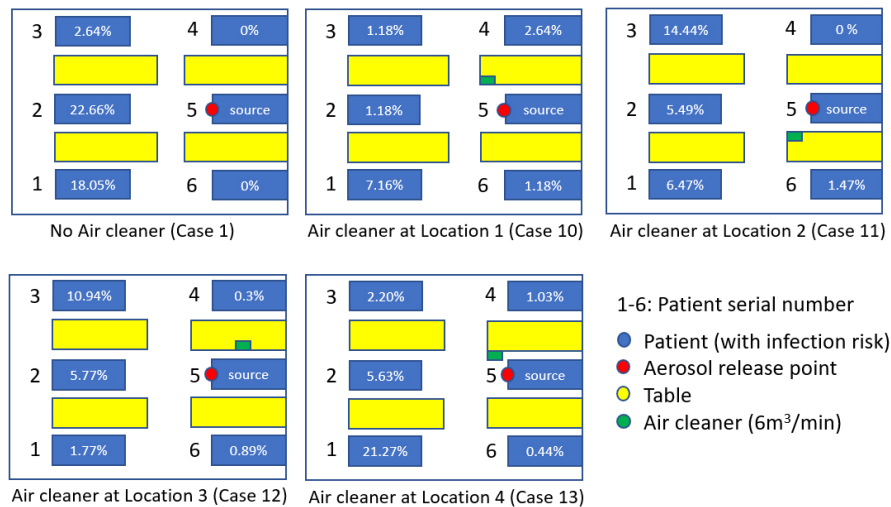 3 2.64% 4 0%
2 22.66% 5 source
1 18.05% 6 0%
No Air cleaner (Case 1)
3 1.18% 4 2.64%
2 1.18% 5 source
1 7.16% 6 1.18%
Air cleaner at Location 1 (Case 10)
3 14.44% 4 0 %
2 5.49% 5 source
1 6.47% 6 1.47%
Air cleaner at Location 2 (Case 11)
3 10.94% 4 0.3%
2 5.77% 5 source
1 1.77% 6 0.89%
Air cleaner at Location 3 (Case 12)
3 2.20% 4 1.03%
2 5.63% 5 source
1 21.27% 6 0.44%
Air cleaner at Location 4 (Case 13)
1-6: Patient serial number
Patient (with infection risk)
Aerosol release point
Table
Air cleaner (6m³/min)